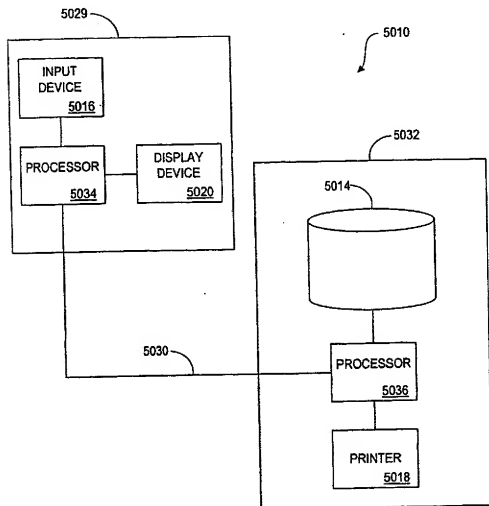 5029
5010
INPUT
DEVICE
5016
5032
PROCESSOR
5034
DISPLAY
DEVICE
5020
5014
5030
PROCESSOR
5036
PRINTER
5018